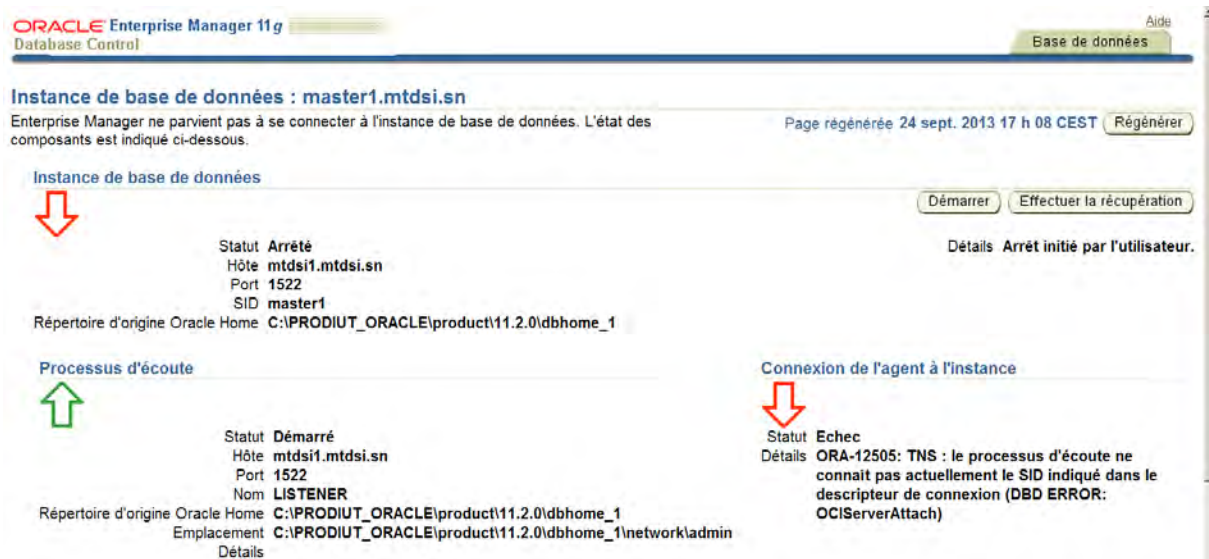 ORACLE Enterprise Manager 11g
Database Control
Aide
Base de données
Instance de base de données : master1.mtdsi.sn
Enterprise Manager ne parvient pas à se connecter à l'instance de base de données. L'état des
composants est indiqué ci-dessous.
Page régénérée 24 sept. 2013 17 h 08 CEST Régénérer
Instance de base de données
Démarrer Effectuer la récupération
Statut Arrêté
Hôte mtdsi1.mtdsi.sn
Port 1522
SID master1
Répertoire d'origine Oracle Home C:\PRODIUT_ORACLE\product\11.2.0\dbhome_1
Détails Arrêt initié par l'utilisateur.
Processus d'écoute
Statut Démarré
Hôte mtdsi1.mtdsi.sn
Port 1522
Nom LISTENER
Répertoire d'origine Oracle Home C:\PRODIUT_ORACLE\product\11.2.0\dbhome_1
Emplacement C:\PRODIUT_ORACLE\product\11.2.0\dbhome_1\network\admin
Détails
Connexion de l'agent à l'instance
Statut Echec
Détails ORA-12505: TNS : le processus d'écoute ne
connait pas actuellement le SID indiqué dans le
descripteur de connexion (DBD ERROR:
OCIServerAttach)